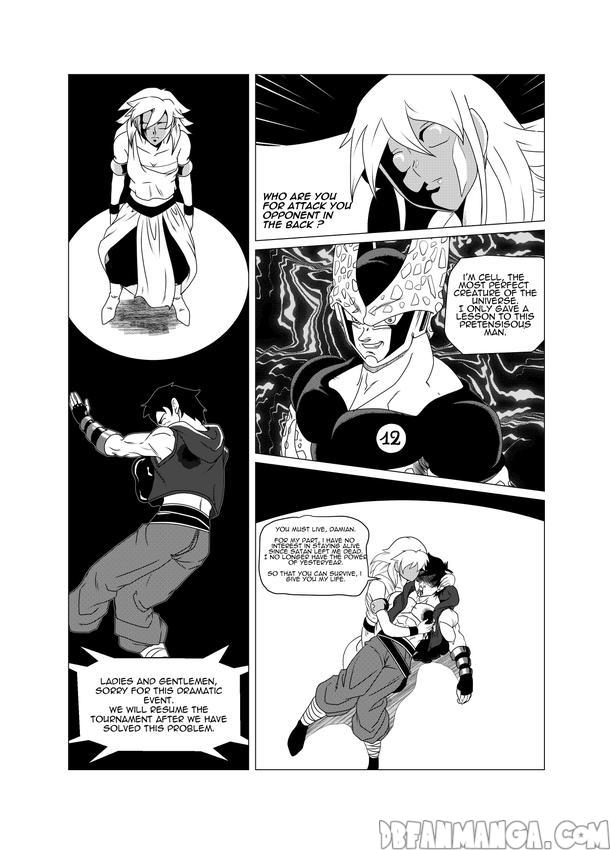 LADIES AND GENTLEMEN,
SORRY FOR THIS DRAMATIC
EVENT.
WE WILL RESUME THE
TOURNAMENT AFTER WE HAVE
SOLVED THIS PROBLEM.
WHO ARE YOU
FOR ATTACK YOU
OPPONENT IN
THE BACK ?
I'M CELL, THE
MOST PERFECT
CREATURE OF THE
UNIVERSE.
I ONLY GAVE A
LESSON TO THIS
PRETENSISOUS
MAN.
12
YOU MUST LIVE, DAMIAN.
FOR MY PART, I HAVE NO
INTEREST IN STAYING ALIVE
SINCE SATAN LEFT ME DEAD.
I NO LONGER HAVE THE POWER
OF YESTERYEAR.
SO THAT YOU CAN SURVIVE, I
GIVE YOU MY LIFE.
DBFANMANGA.COM